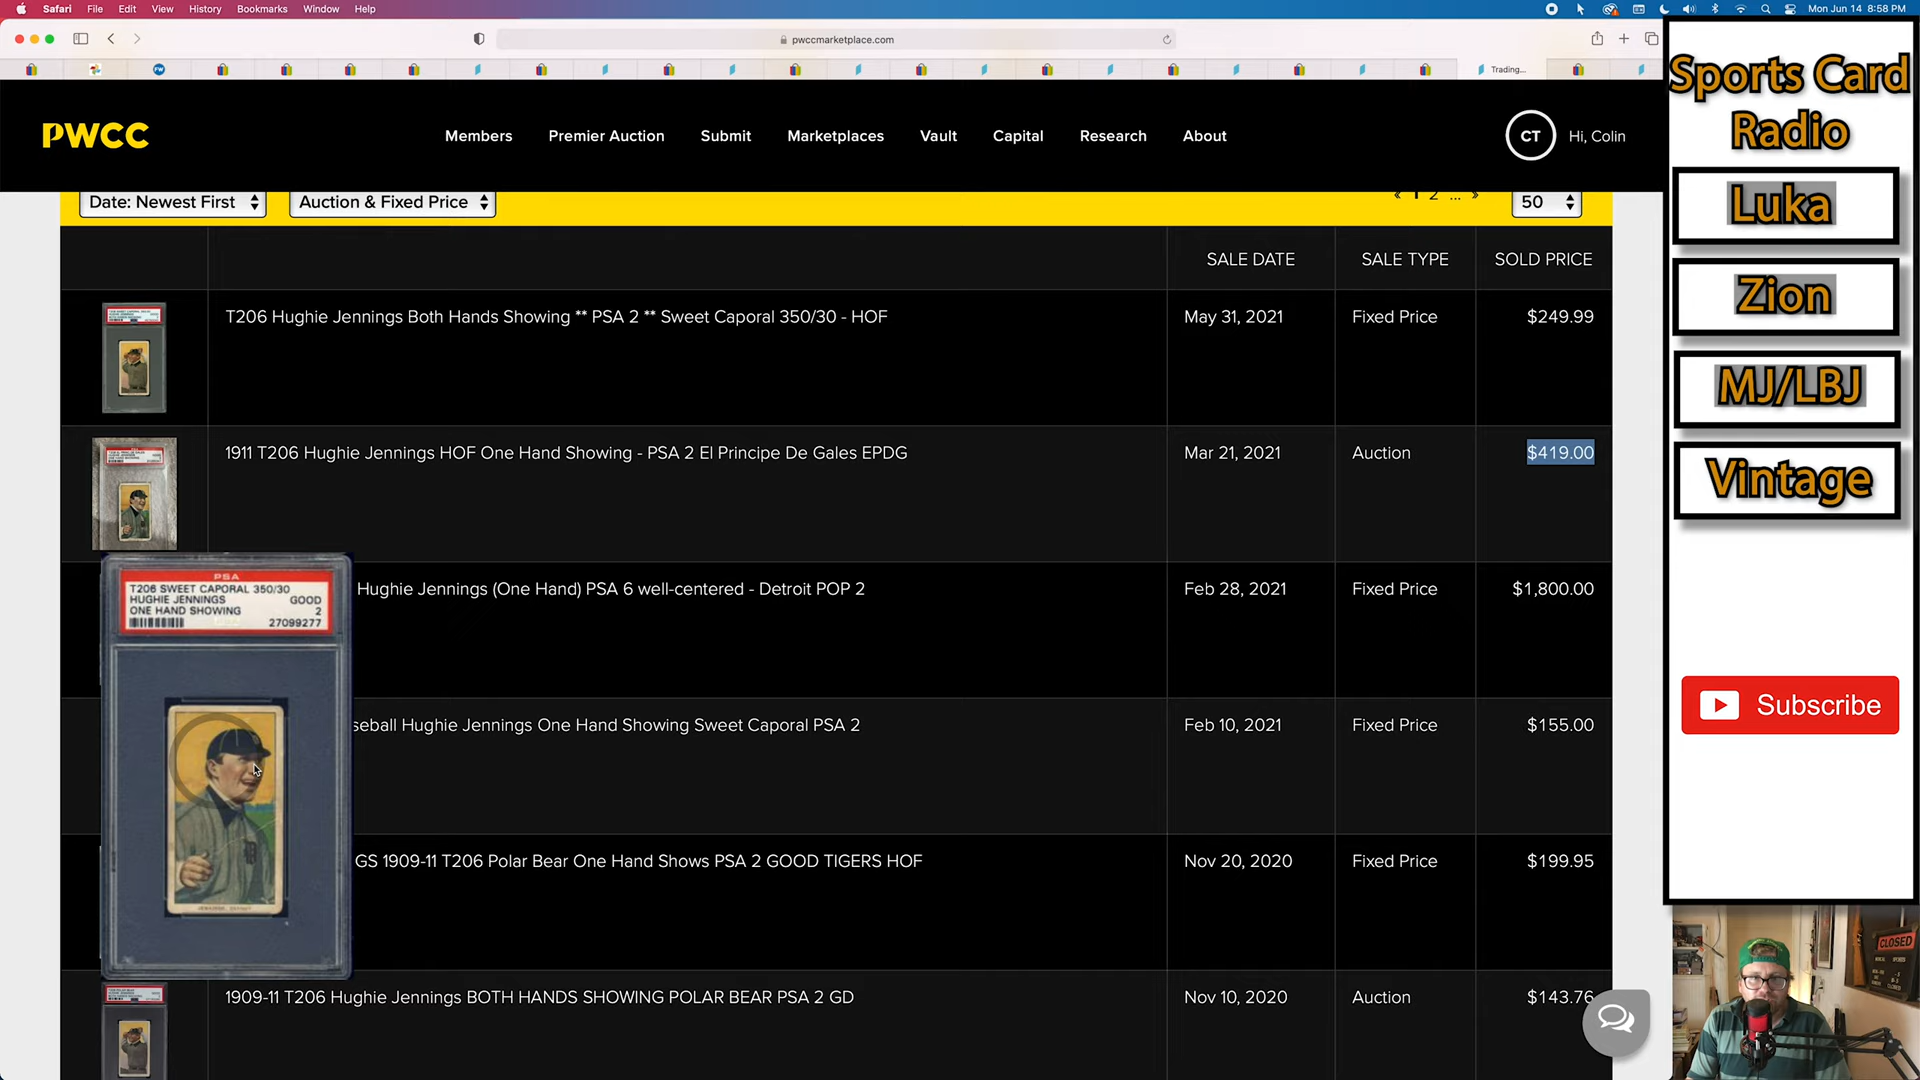 Safari File Edit View History Bookmarks Window Help
Mon Jun 14 8:58 PM
pwccmarketplace.com
Trading...
PWCC
Members Premier Auction Submit Marketplaces Vault Capital Research About
CT Hi, Colin
Date: Newest First
Auction & Fixed Price
« 1 2 ... »
50
SALE DATE SALE TYPE SOLD PRICE
T206 Hughie Jennings Both Hands Showing ** PSA 2 ** Sweet Caporal 350/30 - HOF May 31, 2021 Fixed Price $249.99
1911 T206 Hughie Jennings HOF One Hand Showing - PSA 2 El Principe De Gales EPDG Mar 21, 2021 Auction $419.00
Hughie Jennings (One Hand) PSA 6 well-centered - Detroit POP 2 Feb 28, 2021 Fixed Price $1,800.00
seball Hughie Jennings One Hand Showing Sweet Caporal PSA 2 Feb 10, 2021 Fixed Price $155.00
GS 1909-11 T206 Polar Bear One Hand Shows PSA 2 GOOD TIGERS HOF Nov 20, 2020 Fixed Price $199.95
1909-11 T206 Hughie Jennings BOTH HANDS SHOWING POLAR BEAR PSA 2 GD Nov 10, 2020 Auction $143.76
PSA
T206 SWEET CAPORAL 350/30
HUGHIE JENNINGS GOOD
ONE HAND SHOWING 2
27099277
JENNINGS, DETROIT
Sports Card
Radio
Luka
Zion
MJ/LBJ
Vintage
Subscribe
CLOSED